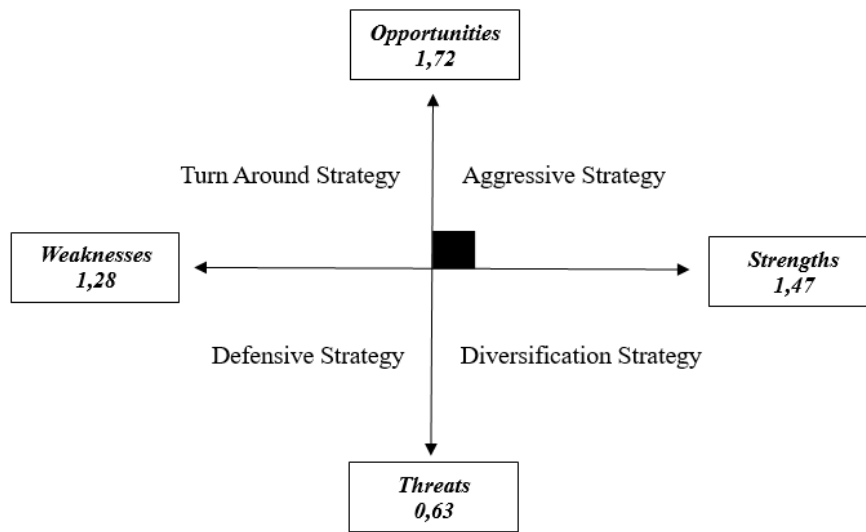 Opportunities
1,72
Turn Around Strategy
Aggressive Strategy
Weaknesses
1,28
Strengths
1,47
Defensive Strategy
Diversification Strategy
Threats
0,63